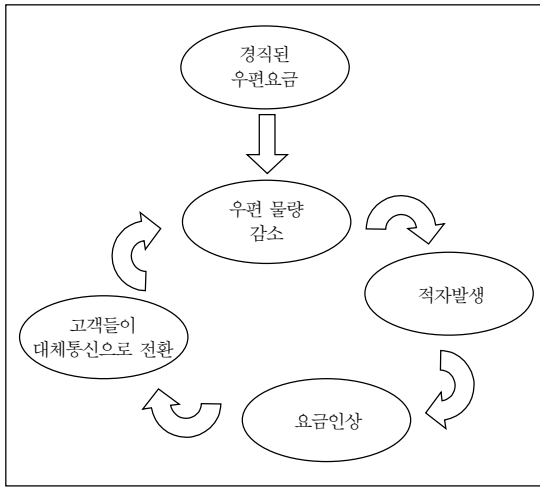 경직된
우편요금
우편 물량
감소
적자발생
요금인상
고객들이
대체통신으로 전환